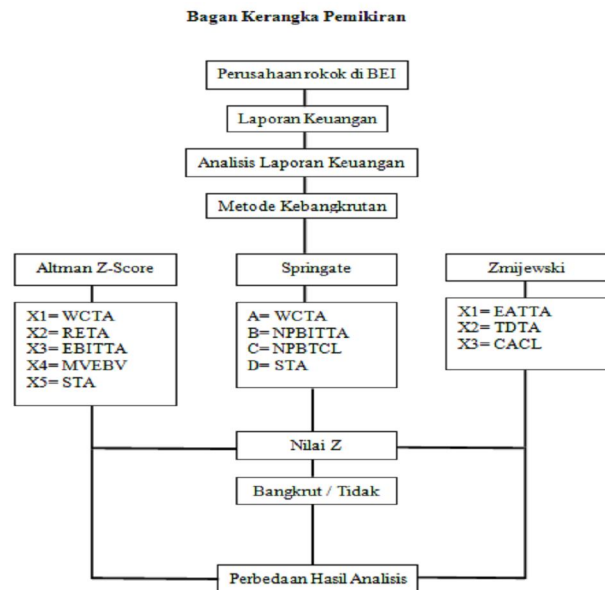 Bagan Kerangka Pemikiran
Perusahaan rokok di BEI
Laporan Keuangan
Analisis Laporan Keuangan
Metode Kebangkrutan
Altman Z-Score
Springate
Zmijewski
X1= WCTA
X2= RETA
X3= EBITTA
X4= MVEBV
X5= STA
A= WCTA
B= NPBITTA
C= NPBTCL
D= STA
X1= EATTA
X2= TDTA
X3= CACL
Nilai Z
Bangkrut / Tidak
Perbedaan Hasil Analisis